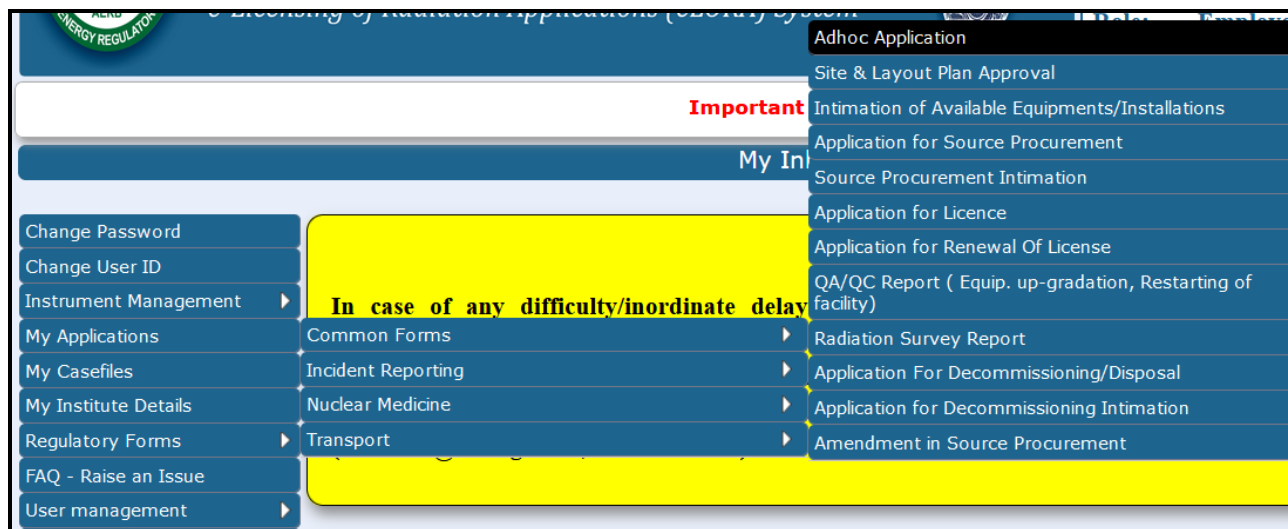 ENERGY REGULATO
e-Licensing of Radiation Applications (eLORA) System
Important
My In
Change Password
Change User ID
Instrument Management
My Applications
My Casefiles
My Institute Details
Regulatory Forms
FAQ - Raise an Issue
User management
In case of any difficulty/inordinate delay
Common Forms
Incident Reporting
Nuclear Medicine
Transport
Adhoc Application
Site & Layout Plan Approval
Intimation of Available Equipments/Installations
Application for Source Procurement
Source Procurement Intimation
Application for Licence
Application for Renewal Of License
QA/QC Report ( Equip. up-gradation, Restarting of
facility)
Radiation Survey Report
Application For Decommissioning/Disposal
Application for Decommissioning Intimation
Amendment in Source Procurement